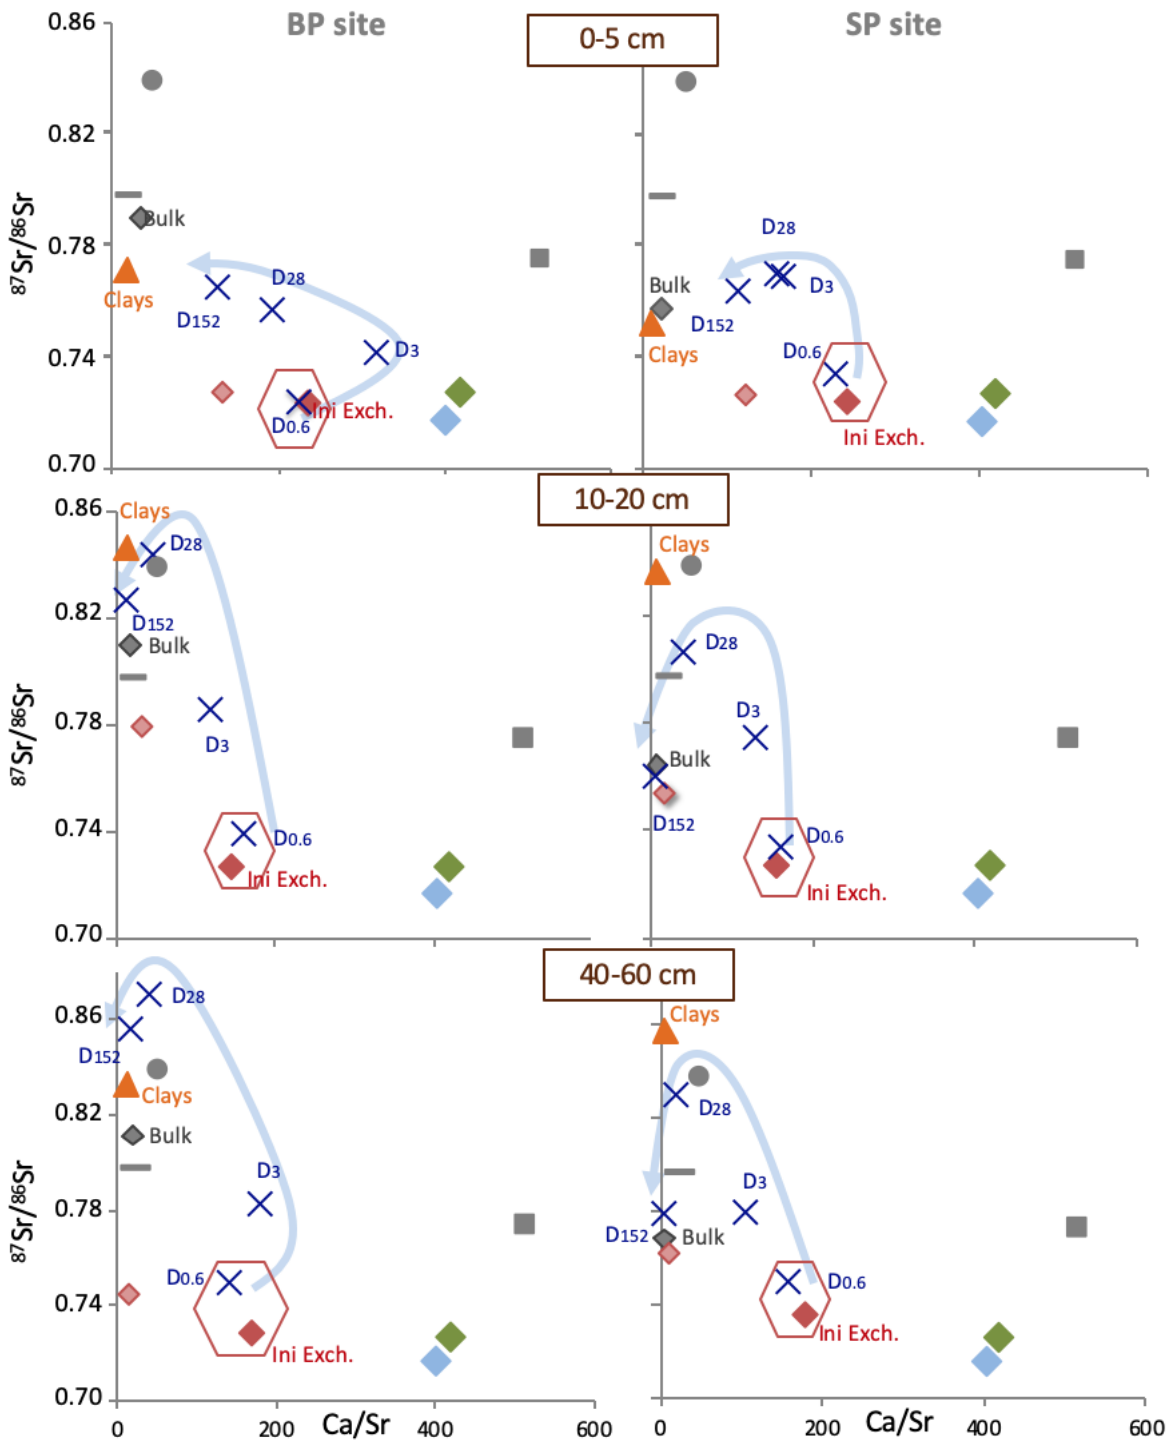 BP site
0-5 cm
SP site
0.86
0.82
0.78
0.74
0.70
87Sr/86Sr
Bulk
Clays
D28
D152
D3
D0.6
Ini Exch.
D28
Bulk
D3
D152
D0.6
Clays
Ini Exch.
10-20 cm
0.86
0.82
0.78
0.74
0.70
87Sr/86Sr
Clays
D28
D152
Bulk
D3
D0.6
Ini Exch.
Clays
D28
D3
Bulk
D152
D0.6
Ini Exch.
40-60 cm
0.86
0.82
0.78
0.74
0.70
87Sr/86Sr
D28
D152
Clays
Bulk
D3
D0.6
Ini Exch.
Clays
D28
D3
D152
Bulk
D0.6
Ini Exch.
0
200
Ca/Sr
400
600
0
200
Ca/Sr
400
600